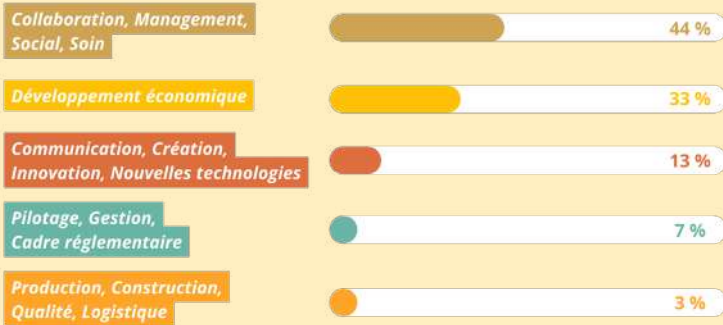 Collaboration, Management,
Social, Soin
44 %
Développement économique
33 %
Communication, Création,
Innovation, Nouvelles technologies
13 %
Pilotage, Gestion,
Cadre réglementaire
7 %
Production, Construction,
Qualité, Logistique
3 %